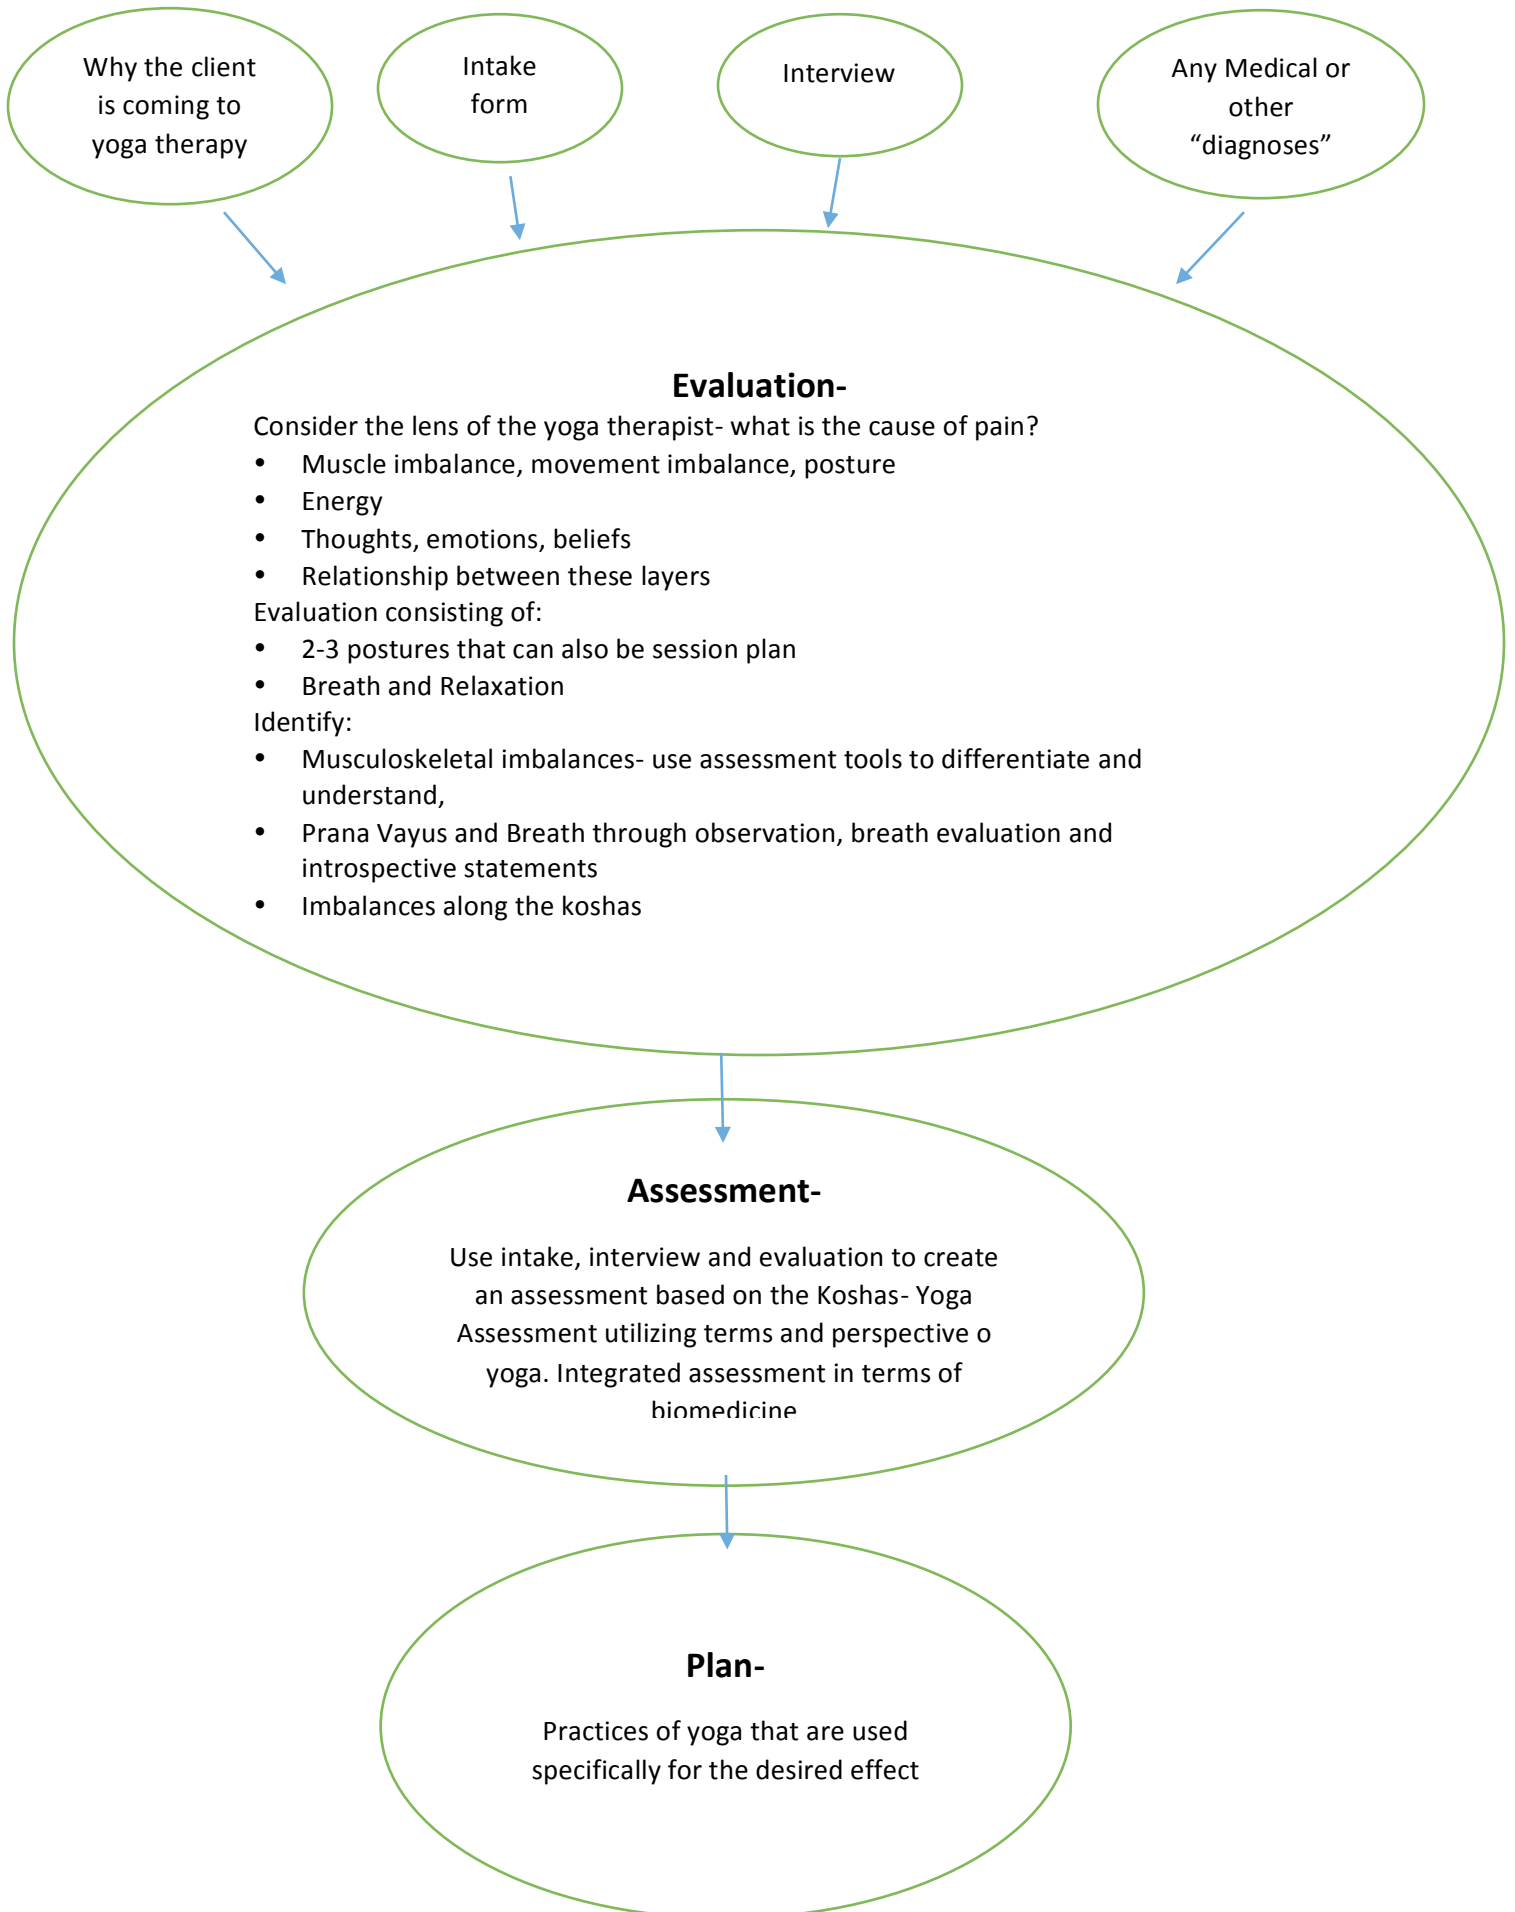 Why the client
is coming to
yoga therapy
Intake
form
Interview
Any Medical or
other
“diagnoses”
Evaluation-
Consider the lens of the yoga therapist- what is the cause of pain?
• Muscle imbalance, movement imbalance, posture
• Energy
• Thoughts, emotions, beliefs
• Relationship between these layers
Evaluation consisting of:
• 2-3 postures that can also be session plan
• Breath and Relaxation
Identify:
• Musculoskeletal imbalances- use assessment tools to differentiate and
understand,
• Prana Vayus and Breath through observation, breath evaluation and
introspective statements
• Imbalances along the koshas
Assessment-
Use intake, interview and evaluation to create
an assessment based on the Koshas- Yoga
Assessment utilizing terms and perspective o
yoga. Integrated assessment in terms of
biomedicine
Plan-
Practices of yoga that are used
specifically for the desired effect